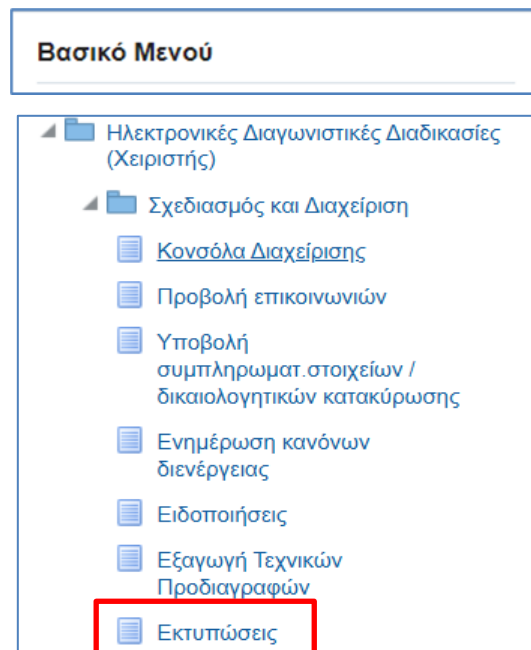 Βασικό Μενού
Ηλεκτρονικές Διαγωνιστικές Διαδικασίες
(Χειριστής)
Σχεδιασμός και Διαχείριση
Κονσόλα Διαχείρισης
Προβολή επικοινωνιών
Υποβολή
συμπληρωματ.στοιχείων /
δικαιολογητικών κατακύρωσης
Ενημέρωση κανόνων
διενέργειας
Ειδοποιήσεις
Εξαγωγή Τεχνικών
Προδιαγραφών
Εκτυπώσεις